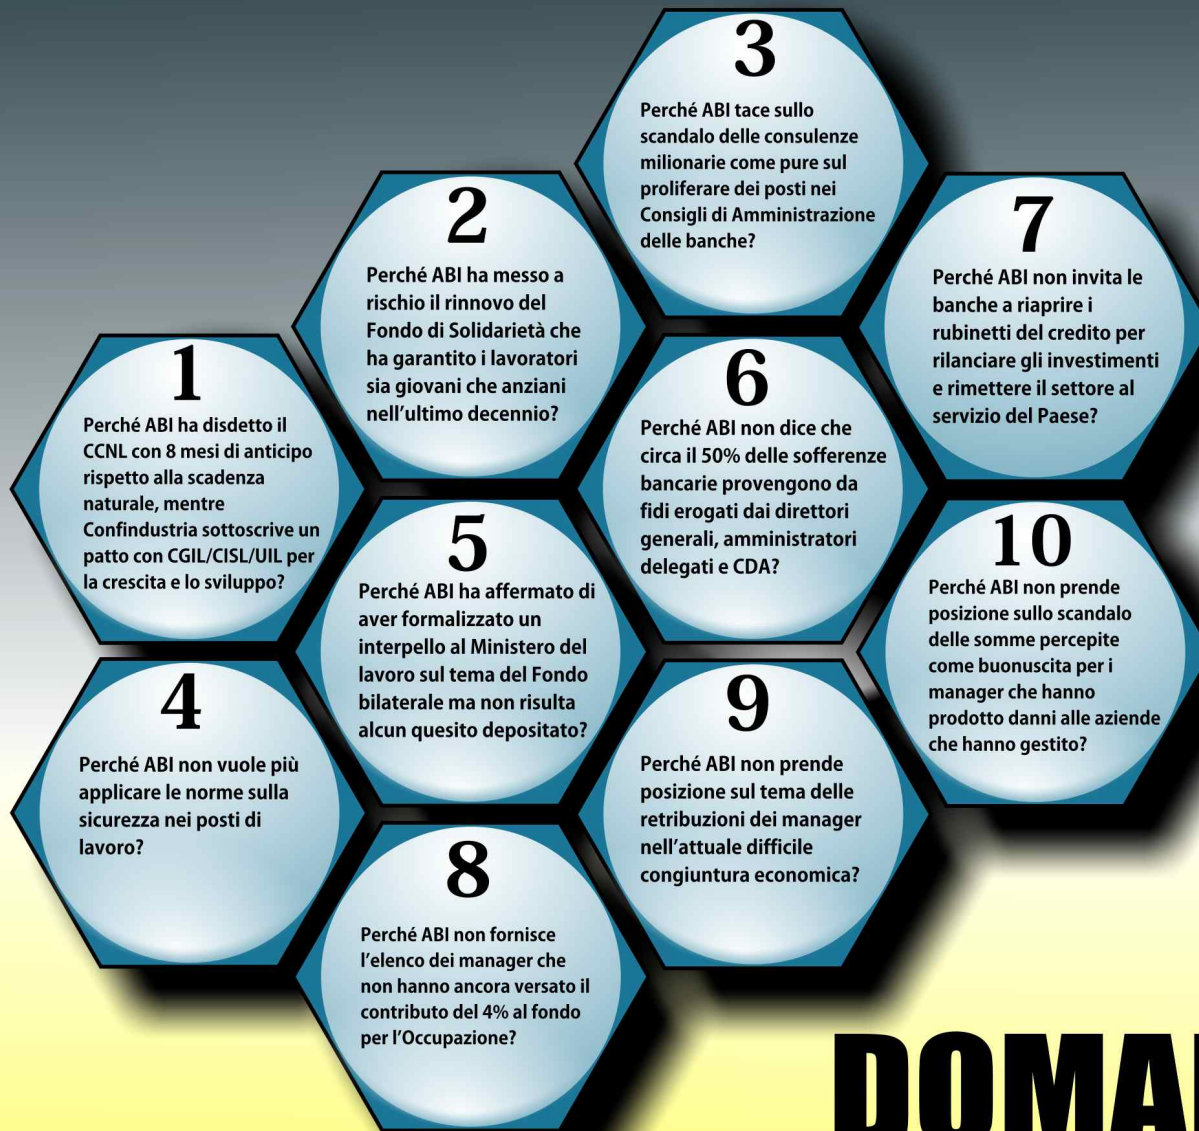 1
Perché ABI ha disdetto il
CCNL con 8 mesi di anticipo
rispetto alla scadenza
naturale, mentre
Confindustria sottoscrive un
patto con CGIL/CISL/UIL per
la crescita e lo sviluppo?
2
Perché ABI ha messo a
rischio il rinnovo del
Fondo di Solidarietà che
ha garantito i lavoratori
sia giovani che anziani
nell'ultimo decennio?
3
Perché ABI tace sullo
scandalo delle consulenze
milionarie come pure sul
proliferare dei posti nei
Consigli di Amministrazione
delle banche?
4
Perché ABI non vuole più
applicare le norme sulla
sicurezza nei posti di
lavoro?
5
Perché ABI ha affermato di
aver formalizzato un
interpello al Ministero del
lavoro sul tema del Fondo
bilaterale ma non risulta
alcun quesito depositato?
6
Perché ABI non dice che
circa il 50% delle sofferenze
bancarie provengono da
fidi erogati dai direttori
generali, amministratori
delegati e CDA?
7
Perché ABI non invita le
banche a riaprire i
rubinetti del credito per
rilanciare gli investimenti
e rimettere il settore al
servizio del Paese?
8
Perché ABI non fornisce
l'elenco dei manager che
non hanno ancora versato il
contributo del 4% al fondo
per l'Occupazione?
9
Perché ABI non prende
posizione sul tema delle
retribuzioni dei manager
nell'attuale difficile
congiuntura economica?
10
Perché ABI non prende
posizione sullo scandalo
delle somme percepite
come buonuscita per i
manager che hanno
prodotto danni alle aziende
che hanno gestito?
DOMA